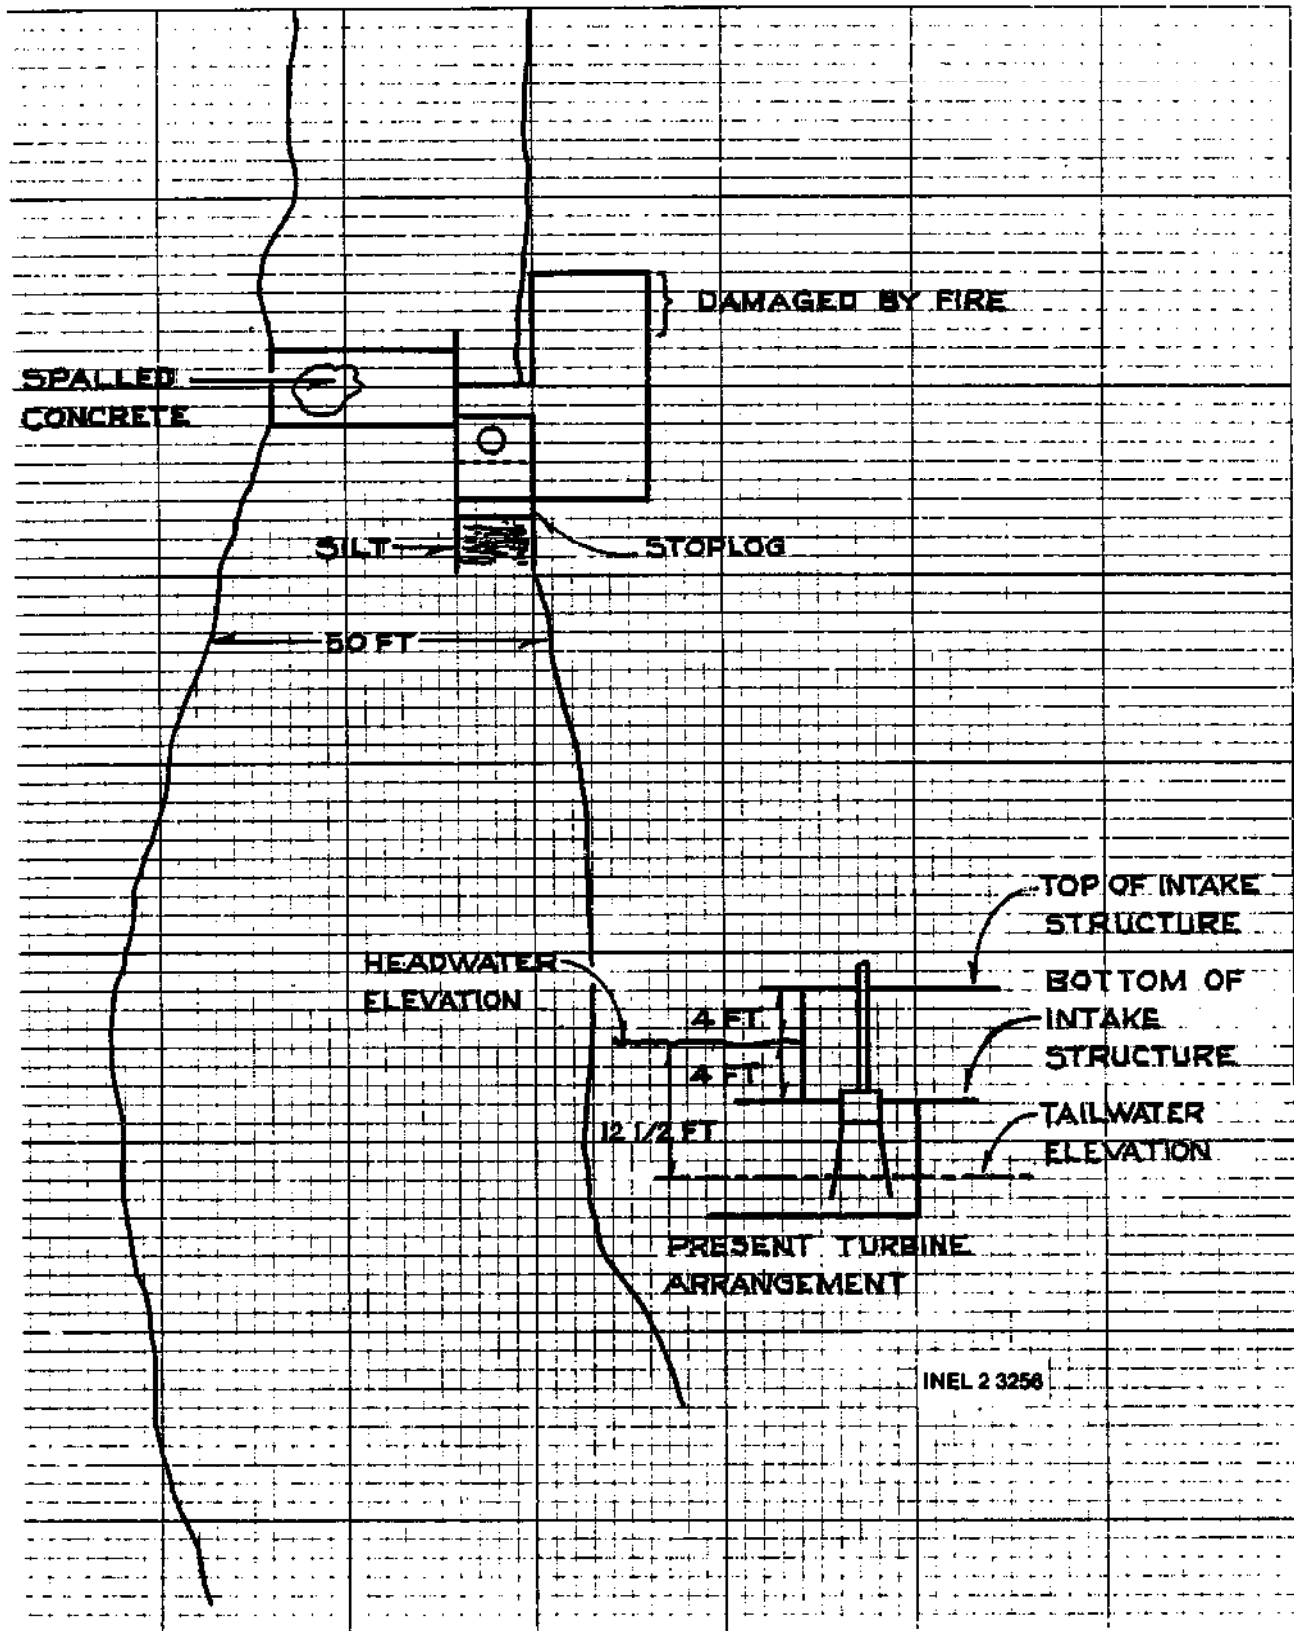 DAMAGED BY FIRE
SPALLED
CONCRETE
SILT
STOPLOG
50 FT
TOP OF INTAKE
STRUCTURE
HEADWATER
ELEVATION
BOTTOM OF
INTAKE
STRUCTURE
4 FT
4 FT
12 1/2 FT
TAILWATER
ELEVATION
PRESENT TURBINE
ARRANGEMENT
INEL 2 3256